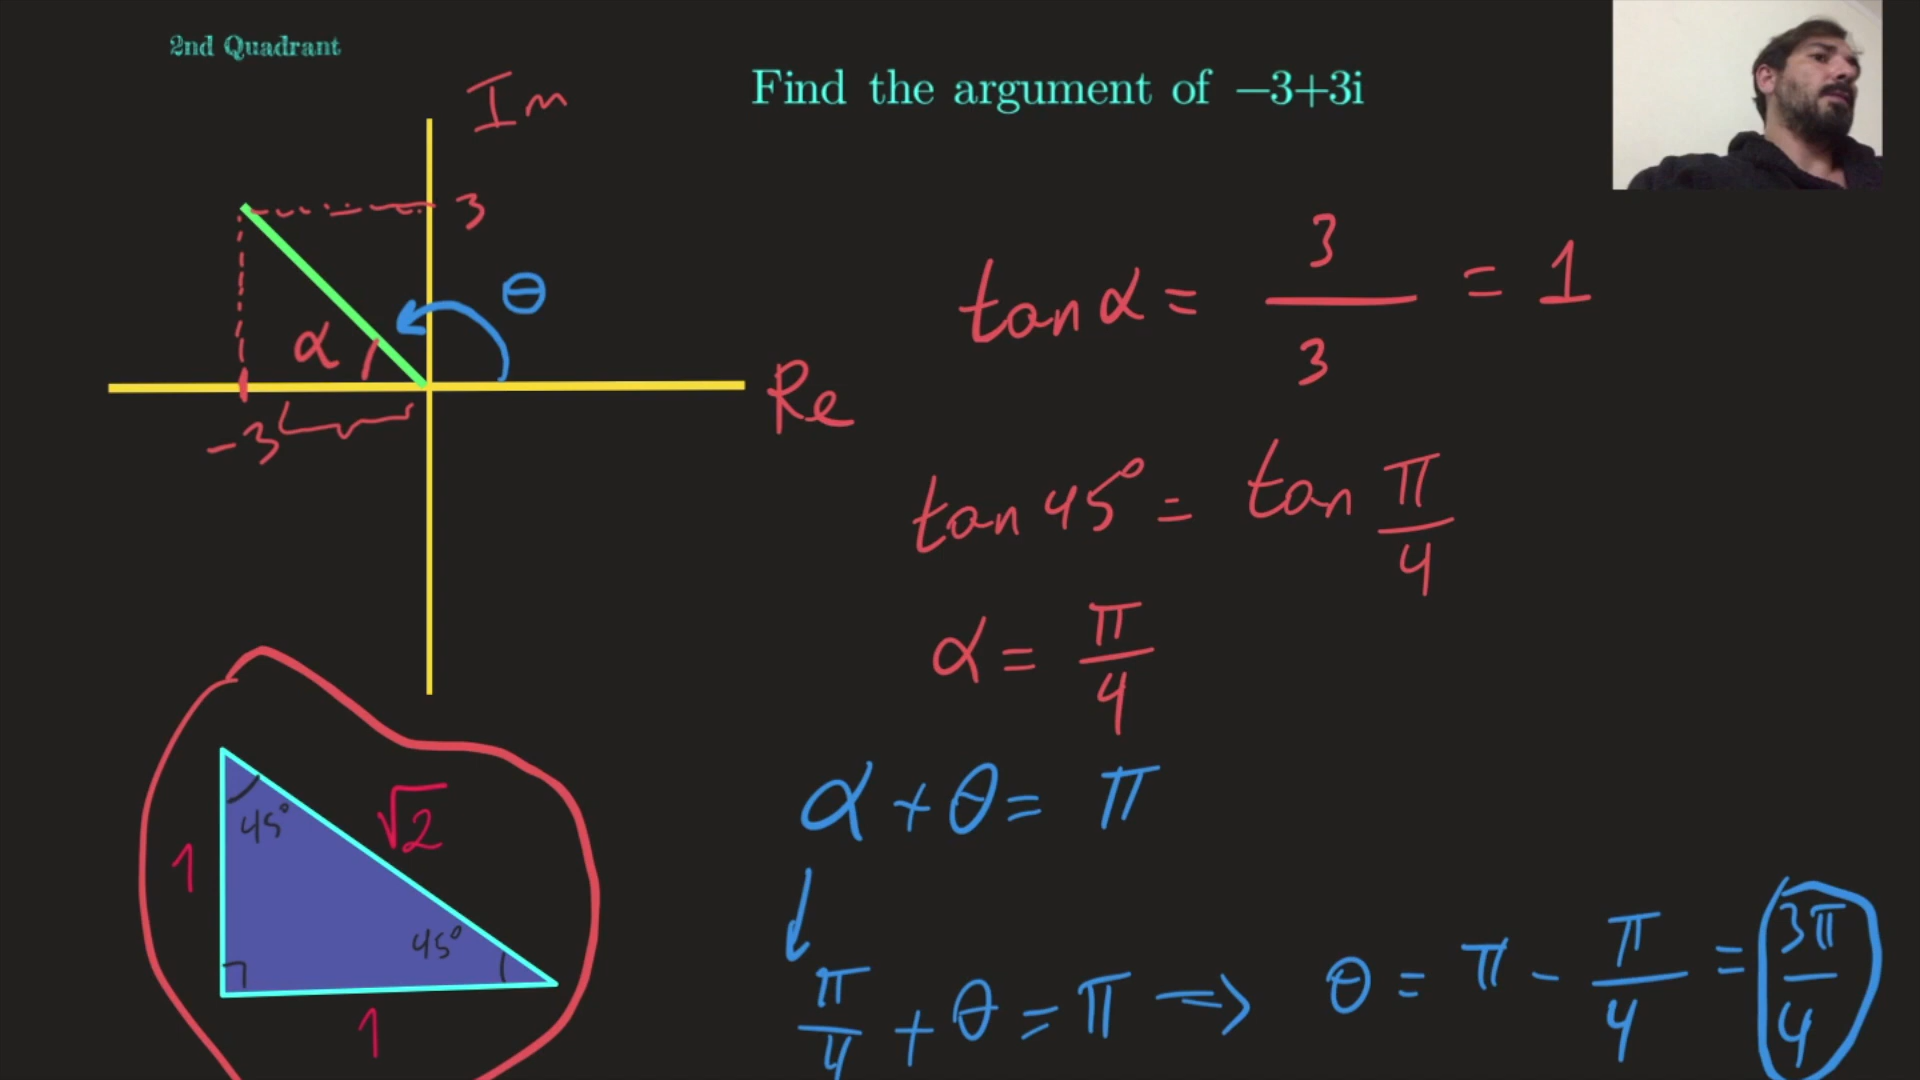 2nd Quadrant
Find the argument of −3+3i
Im
3
θ
α
Re
-3
tan α = 3/3 = 1
tan 45° = tan π/4
α = π/4
α + θ = π
π/4 + θ = π ⇒ θ = π - π/4 = 3π/4
45°
√2
1
45°
1